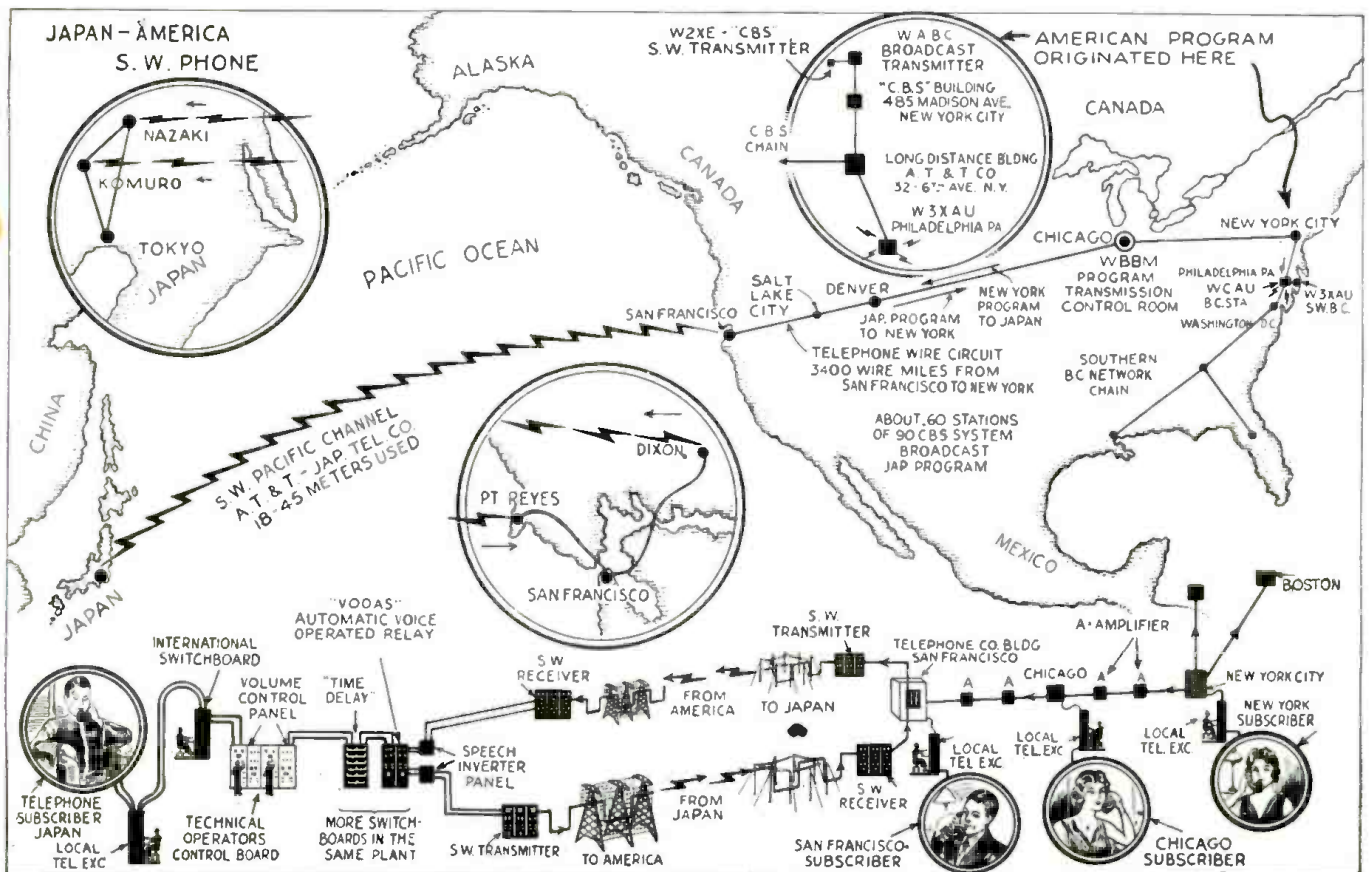 JAPAN-AMERICA
S. W. PHONE
NAZAKI
KOMURO
TOKYO
JAPAN
ALASKA
PACIFIC OCEAN
CANADA
CHINA
W2XE - "CBS"
S.W. TRANSMITTER
WABC
BROADCAST
TRANSMITTER
"C.B.S" BUILDING
485 MADISON AVE.
NEW YORK CITY
CBS
CHAIN
LONG DISTANCE BLDNG
A. T. & T. CO
32-6TH AVE. N.Y.
W3XAU
PHILADELPHIA PA
AMERICAN PROGRAM
ORIGINATED HERE
CANADA
NEW YORK CITY
CHICAGO
WBBM
PROGRAM
TRANSMISSION
CONTROL ROOM
PHILADELPHIA PA
WCAU
BC.STA
W3XAU
SW.B.C.
WASHINGTON D.C.
SOUTHERN
BC NETWORK
CHAIN
SAN FRANCISCO
SALT
LAKE
CITY
DENVER
JAP. PROGRAM
TO NEW YORK
NEW YORK
PROGRAM
TO JAPAN
TELEPHONE WIRE CIRCUIT
3400 WIRE MILES FROM
SAN FRANCISCO TO NEW YORK
ABOUT 60 STATIONS
OF 90 CBS SYSTEM
BROADCAST
JAP PROGRAM
S.W. PACIFIC CHANNEL
A.T. & T. - JAP. TEL. CO.
18-45 METERS USED
DIXON
PT REYES
SAN FRANCISCO
MEXICO
JAPAN
INTERNATIONAL
SWITCHBOARD
VOLUME
CONTROL
PANEL
"TIME
DELAY"
"VODAS"
AUTOMATIC VOICE
OPERATED RELAY
S W
RECEIVER
FROM
AMERICA
TO JAPAN
S.W.
TRANSMITTER
TELEPHONE CO. BLDG
SAN FRANCISCO
A
A
CHICAGO
A
A
A=AMPLIFIER
BOSTON
NEW YORK CITY
NEW YORK
SUBSCRIBER
LOCAL
TEL. EXC
LOCAL
TEL. EXC
LOCAL
TEL EXC
TELEPHONE
SUBSCRIBER
JAPAN
LOCAL
TEL EXC
TECHNICAL
OPERATORS
CONTROL BOARD
MORE SWITCH-
BOARDS IN THE
SAME PLANT
SPEECH
INVERTER
PANEL
S.W. TRANSMITTER
TO AMERICA
FROM
JAPAN
S W
RECEIVER
SAN FRANCISCO-
SUBSCRIBER
CHICAGO
SUBSCRIBER